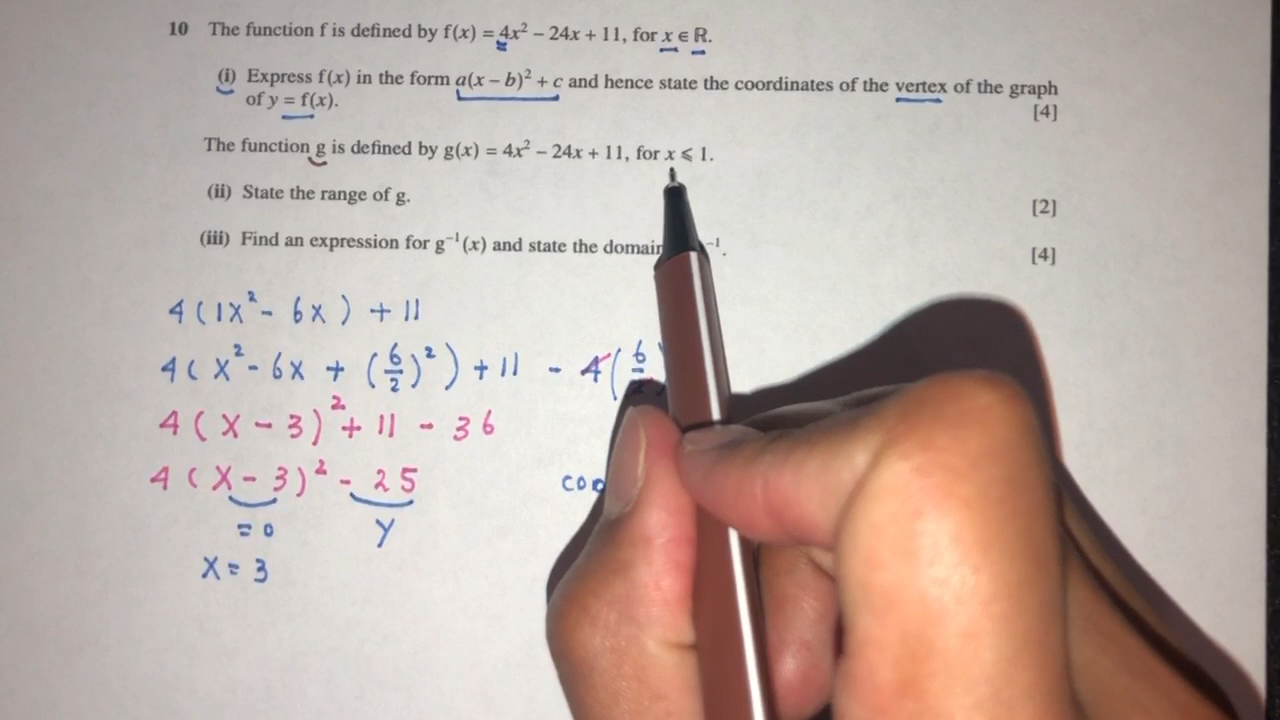 10 The function f is defined by f(x) = 4x² − 24x + 11, for x ∈ ℝ.
(i) Express f(x) in the form a(x − b)² + c and hence state the coordinates of the vertex of the graph
of y = f(x). [4]
The function g is defined by g(x) = 4x² − 24x + 11, for x ⩽ 1.
(ii) State the range of g. [2]
(iii) Find an expression for g⁻¹(x) and state the domain ⁻¹. [4]
4(1x² - 6x) + 11
4(x² - 6x + (6/2)²) + 11 - 4(6
4(x - 3)² + 11 - 36
4(x - 3)² - 25
= 0 y
x = 3